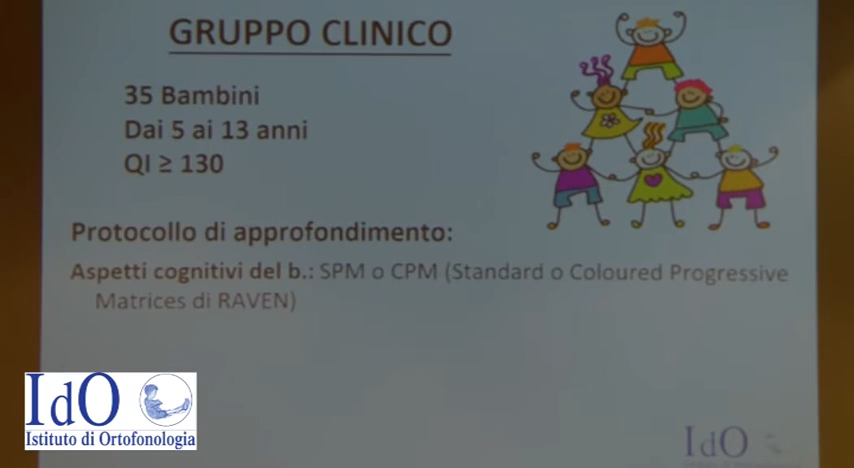 GRUPPO CLINICO
35 Bambini
Dai 5 ai 13 anni
QI ≥ 130
Protocollo di approfondimento:
Aspetti cognitivi del b.: SPM o CPM (Standard o Coloured Progressive
Matrices di RAVEN)
IdO
Istituto di Ortofonologia
IdO